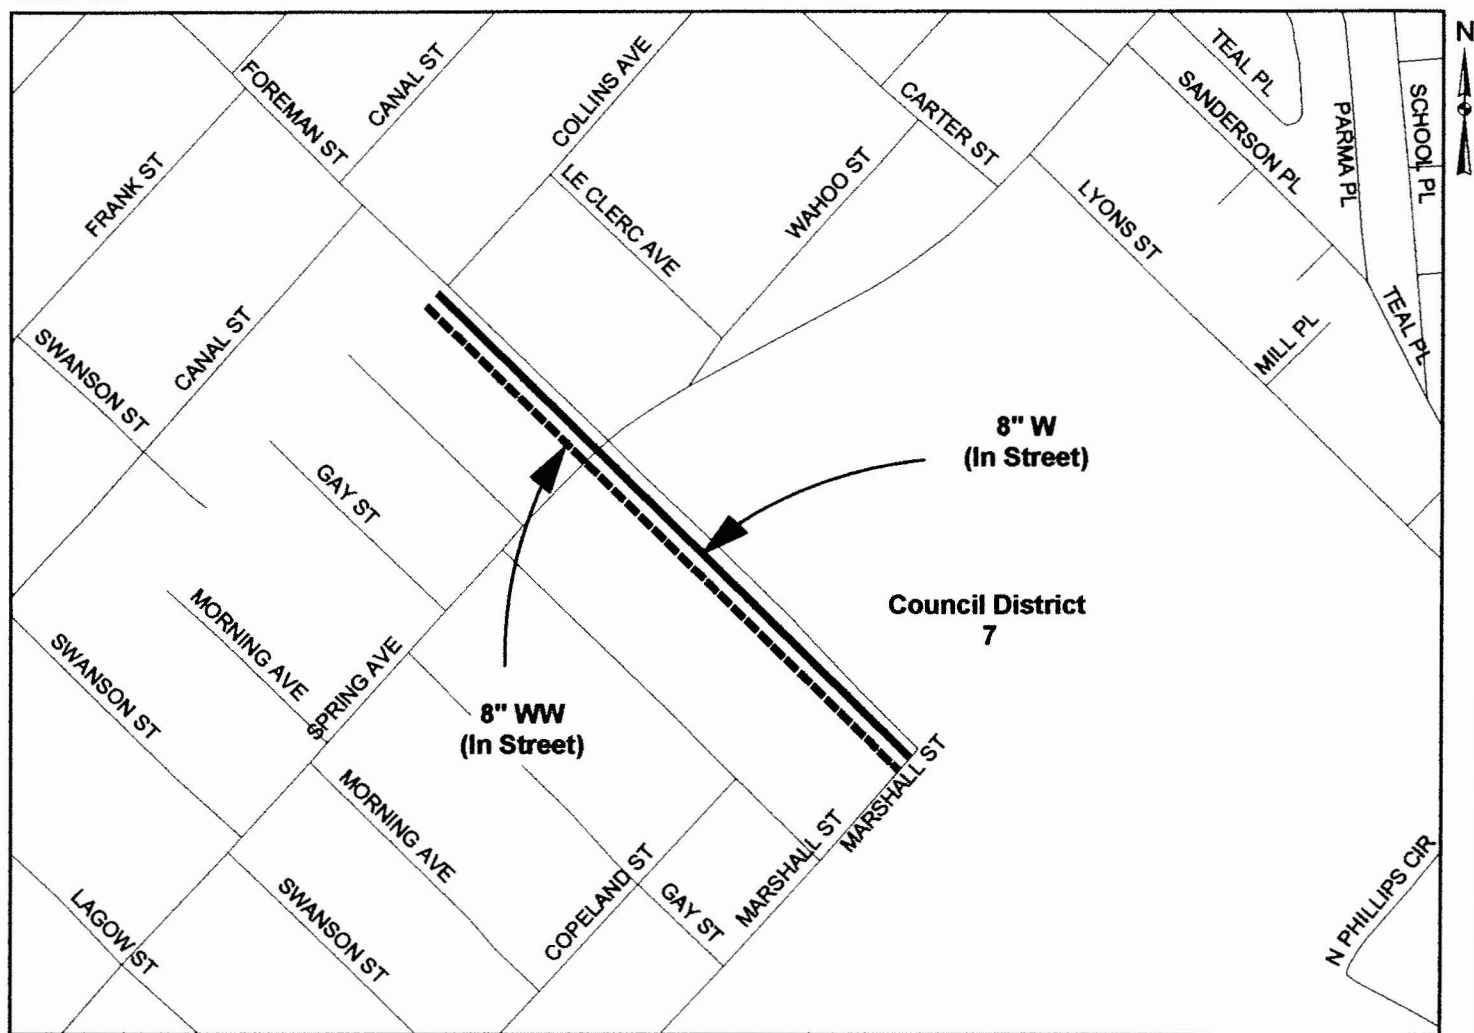 N
TEAL PL
CANAL ST
COLLINS AVE
SANDERSON PL
FOREMAN ST
CARTER ST
PARMA PL
SCHOOL PL
FRANK ST
LE CLERC AVE
WAHOO ST
LYONS ST
CANAL ST
SWANSON ST
MILL PL
TEAL PL
8" W
(In Street)
GAY ST
MORNING AVE
Council District
7
SWANSON ST
SPRING AVE
8" WW
(In Street)
MARSHALL ST
MORNING AVE
MARSHALL ST
COPELAND ST
GAY ST
LAGOW ST
SWANSON ST
N PHILLIPS CIR